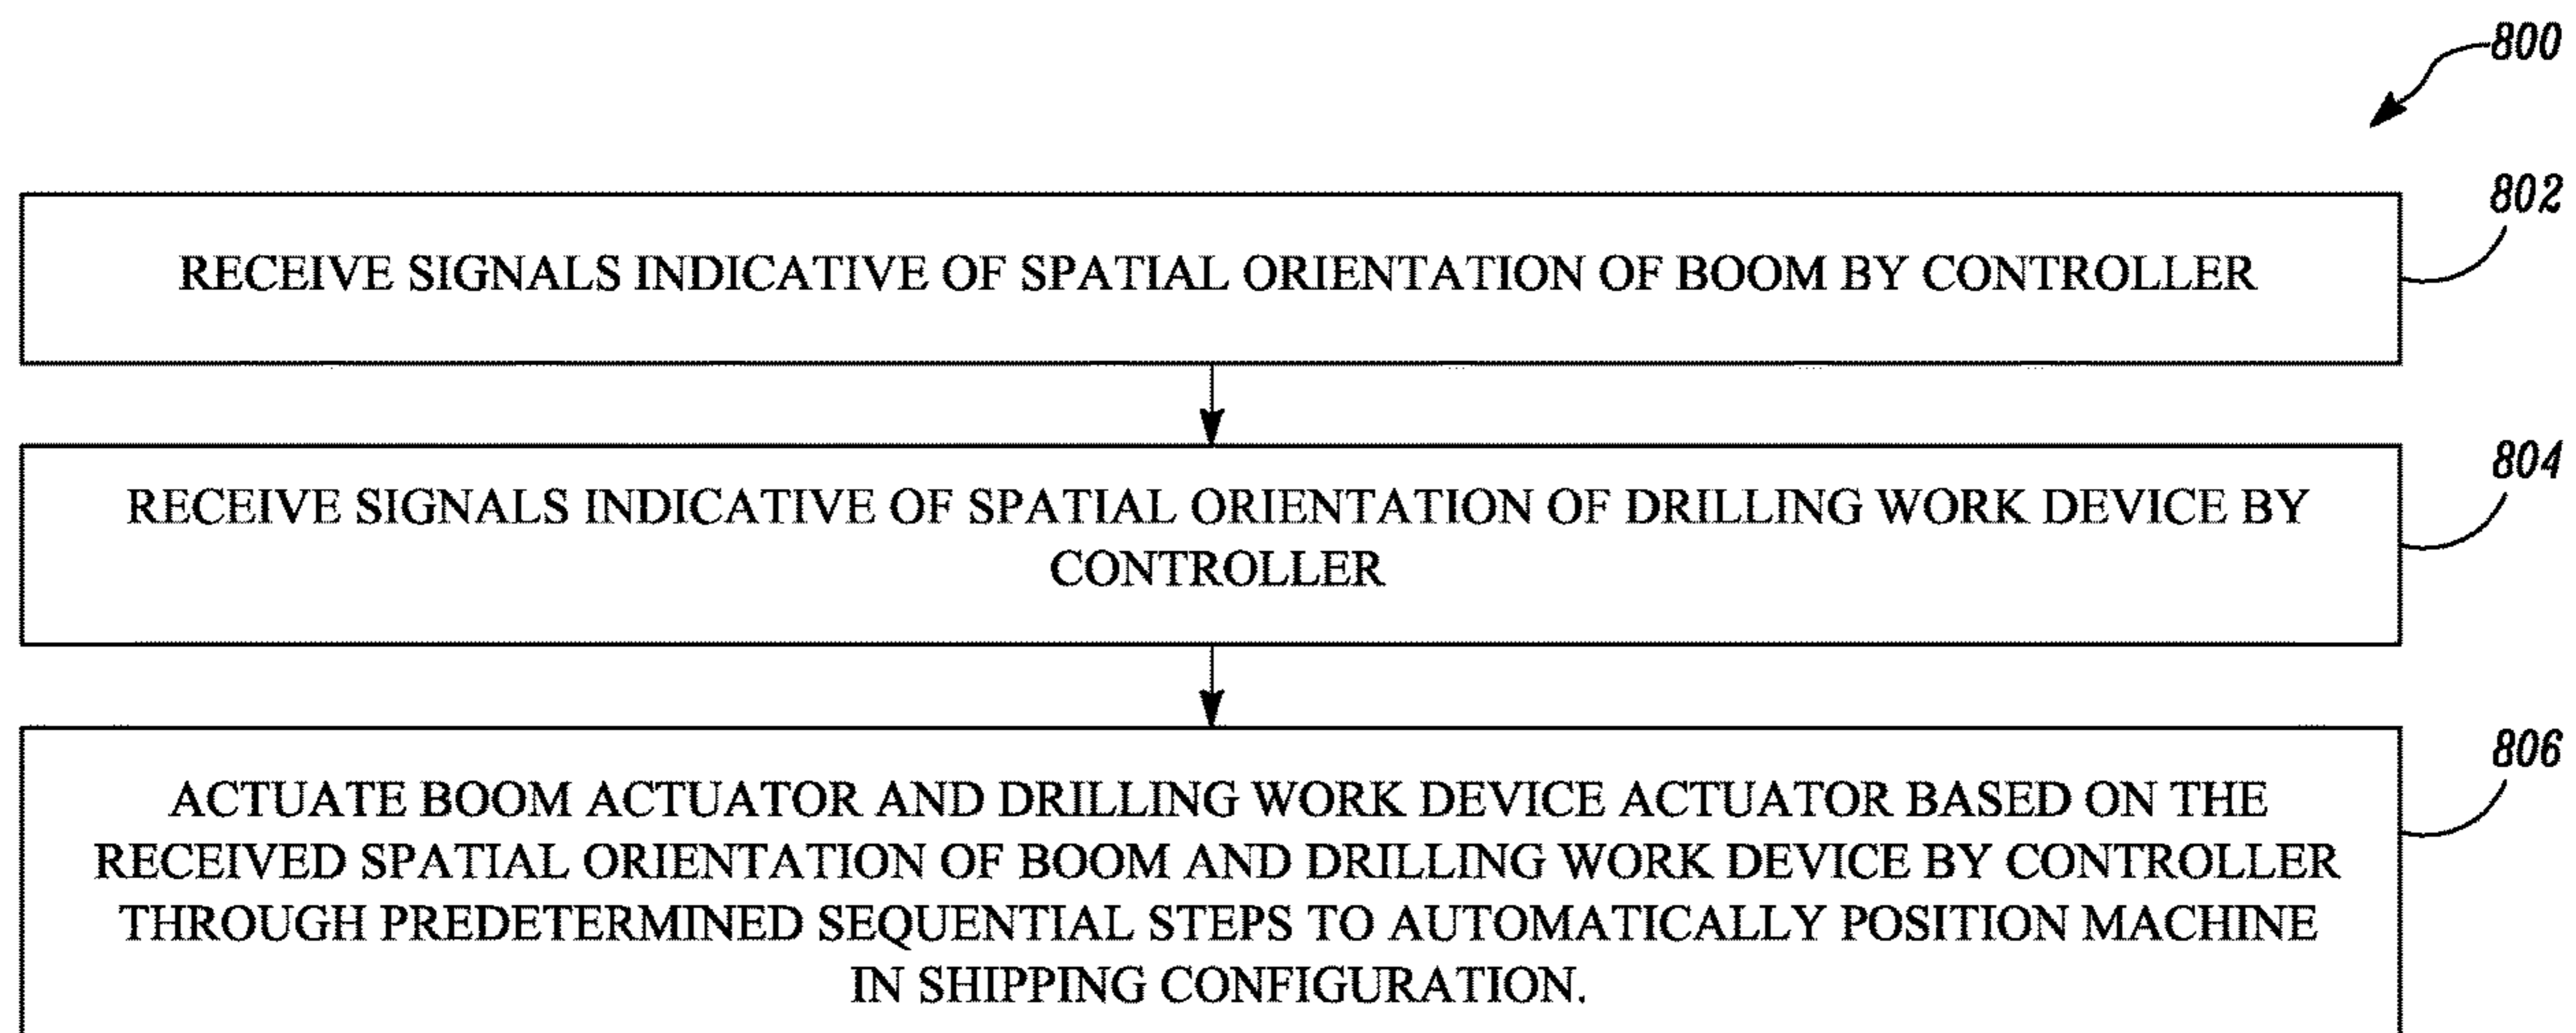 800
802
RECEIVE SIGNALS INDICATIVE OF SPATIAL ORIENTATION OF BOOM BY CONTROLLER
804
RECEIVE SIGNALS INDICATIVE OF SPATIAL ORIENTATION OF DRILLING WORK DEVICE BY
CONTROLLER
806
ACTUATE BOOM ACTUATOR AND DRILLING WORK DEVICE ACTUATOR BASED ON THE
RECEIVED SPATIAL ORIENTATION OF BOOM AND DRILLING WORK DEVICE BY CONTROLLER
THROUGH PREDETERMINED SEQUENTIAL STEPS TO AUTOMATICALLY POSITION MACHINE
IN SHIPPING CONFIGURATION.